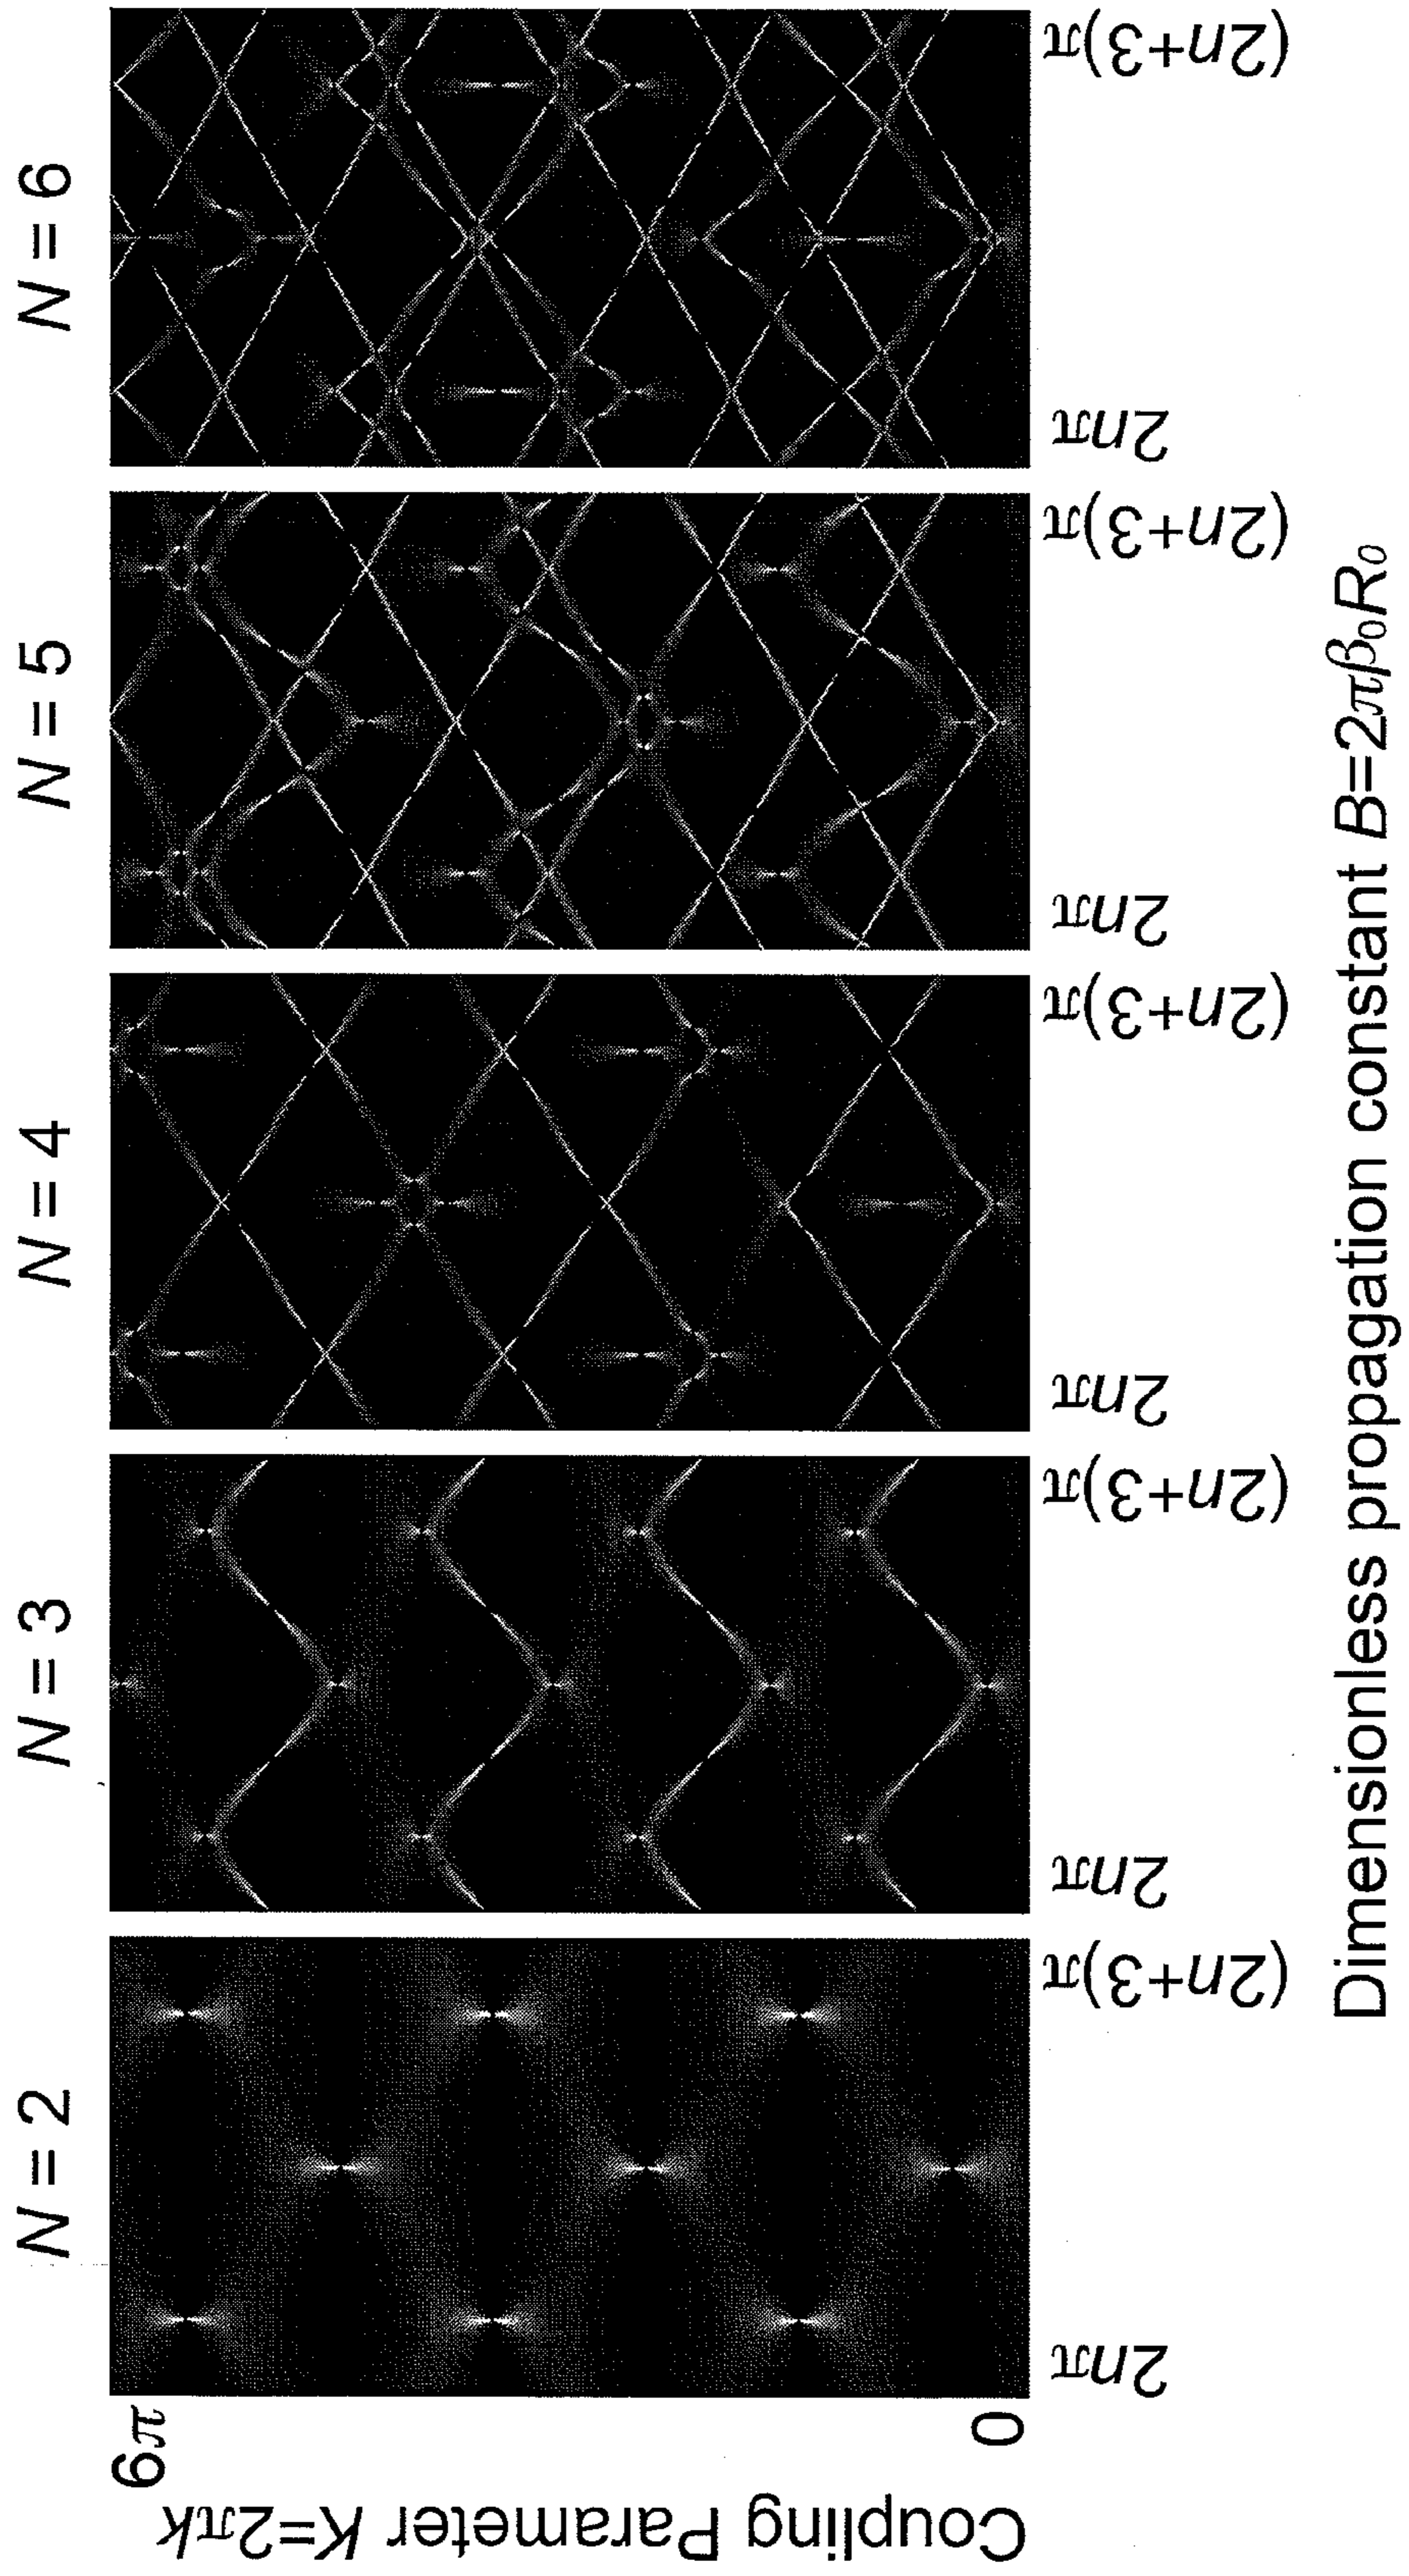 N = 2
N = 3
N = 4
N = 5
N = 6
Coupling Parameter K=2πk
6π
0
2nπ
(2n+3)π
2nπ
(2n+3)π
2nπ
(2n+3)π
2nπ
(2n+3)π
2nπ
(2n+3)π
Dimensionless propagation constant B=2πβ₀R₀